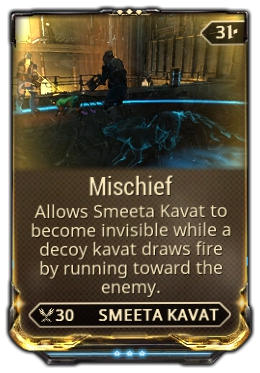 31
Mischief
Allows Smeeta Kavat to
become invisible while a
decoy kavat draws fire
by running toward the
enemy.
30 SMEETA KAVAT